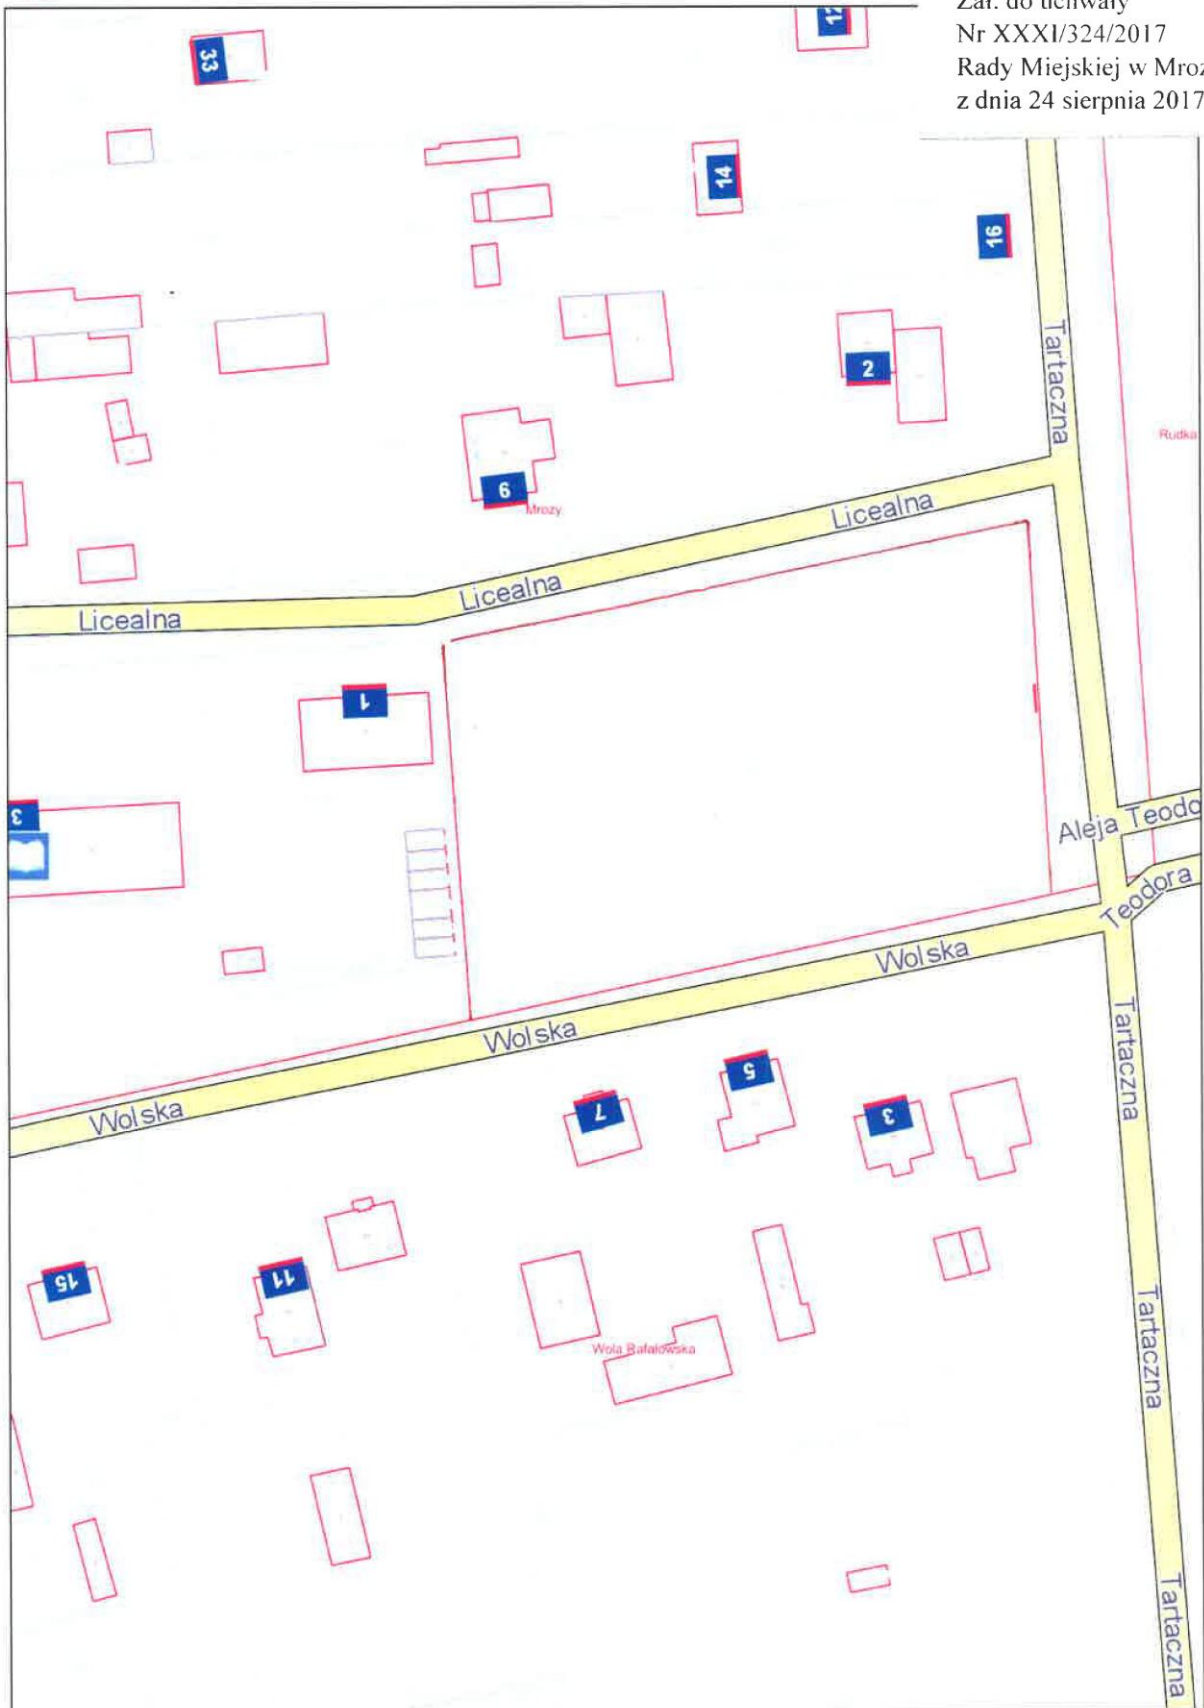 Zał. do uchwały
Nr XXXI/324/2017
Rady Miejskiej w Mroz
z dnia 24 sierpnia 2017
33
12
14
16
Tartaczna
2
Rudka
6
Mrozy
Licealna
Licealna
Licealna
1
3
Aleja Teodo
Teodora
Wolska
Wolska
Wolska
Tartaczna
5
7
3
15
11
Tartaczna
Wola Rafałowska
Tartaczna